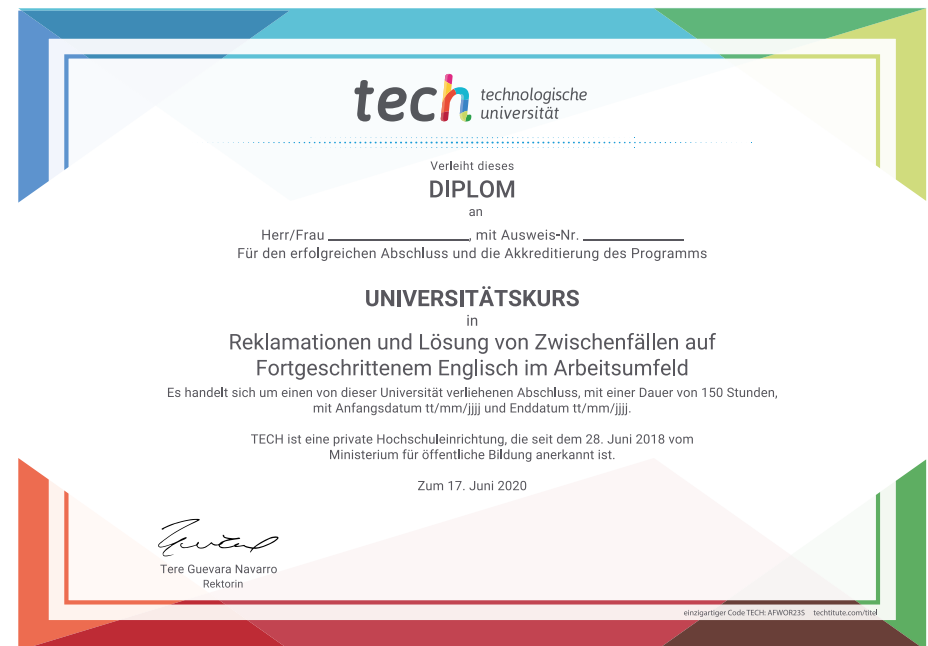 tech technologische
universität
Verleiht dieses
DIPLOM
an
Herr/Frau ____________, mit Ausweis-Nr. ____________
Für den erfolgreichen Abschluss und die Akkreditierung des Programms
UNIVERSITÄTSKURS
in
Reklamationen und Lösung von Zwischenfällen auf
Fortgeschrittenem Englisch im Arbeitsumfeld
Es handelt sich um einen von dieser Universität verliehenen Abschluss, mit einer Dauer von 150 Stunden,
mit Anfangsdatum tt/mm/jjjj und Enddatum tt/mm/jjjj.
TECH ist eine private Hochschuleinrichtung, die seit dem 28. Juni 2018 vom
Ministerium für öffentliche Bildung anerkannt ist.
Zum 17. Juni 2020
Tere Guevara Navarro
Rektorin
einzigartiger Code TECH: AFWOR23S techtitute.com/titel